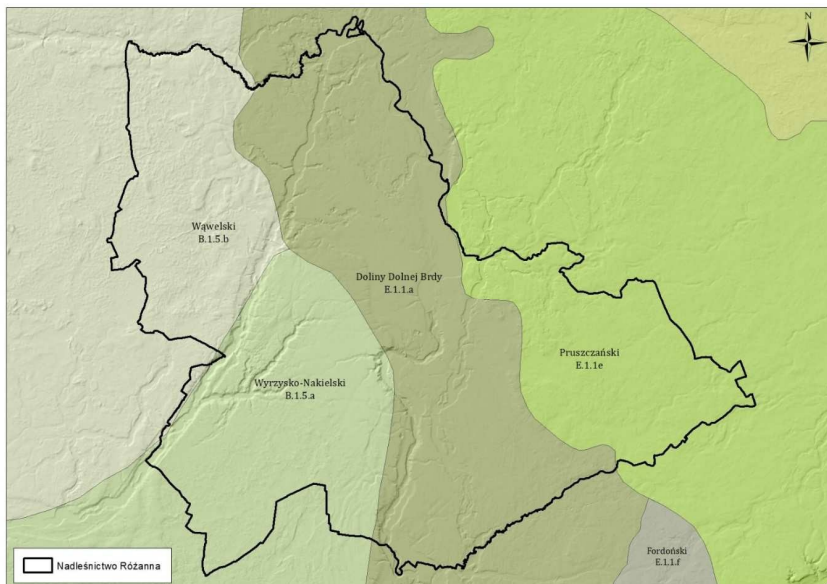 N
Wąwelski
B.1.5.b
Doliny Dolnej Brdy
E.1.1.a
Pruszczański
E.1.1e
Wyrzysko-Nakielski
B.1.5.a
Fordoński
E.1.1.f
Nadleśnictwo Różanna